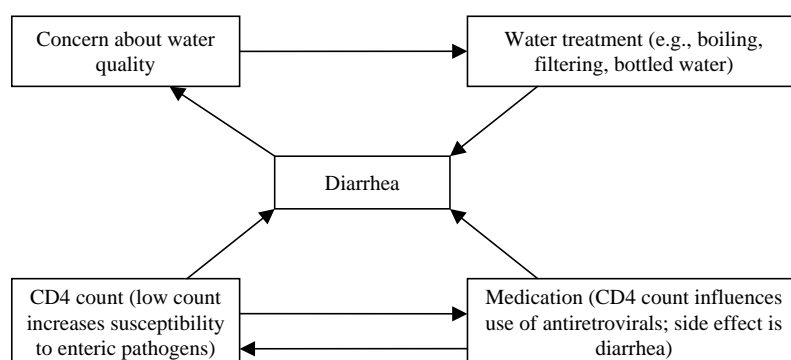 Concern about water
quality
Water treatment (e.g., boiling,
filtering, bottled water)
Diarrhea
CD4 count (low count
increases susceptibility
to enteric pathogens)
Medication (CD4 count influences
use of antiretrovirals; side effect is
diarrhea)